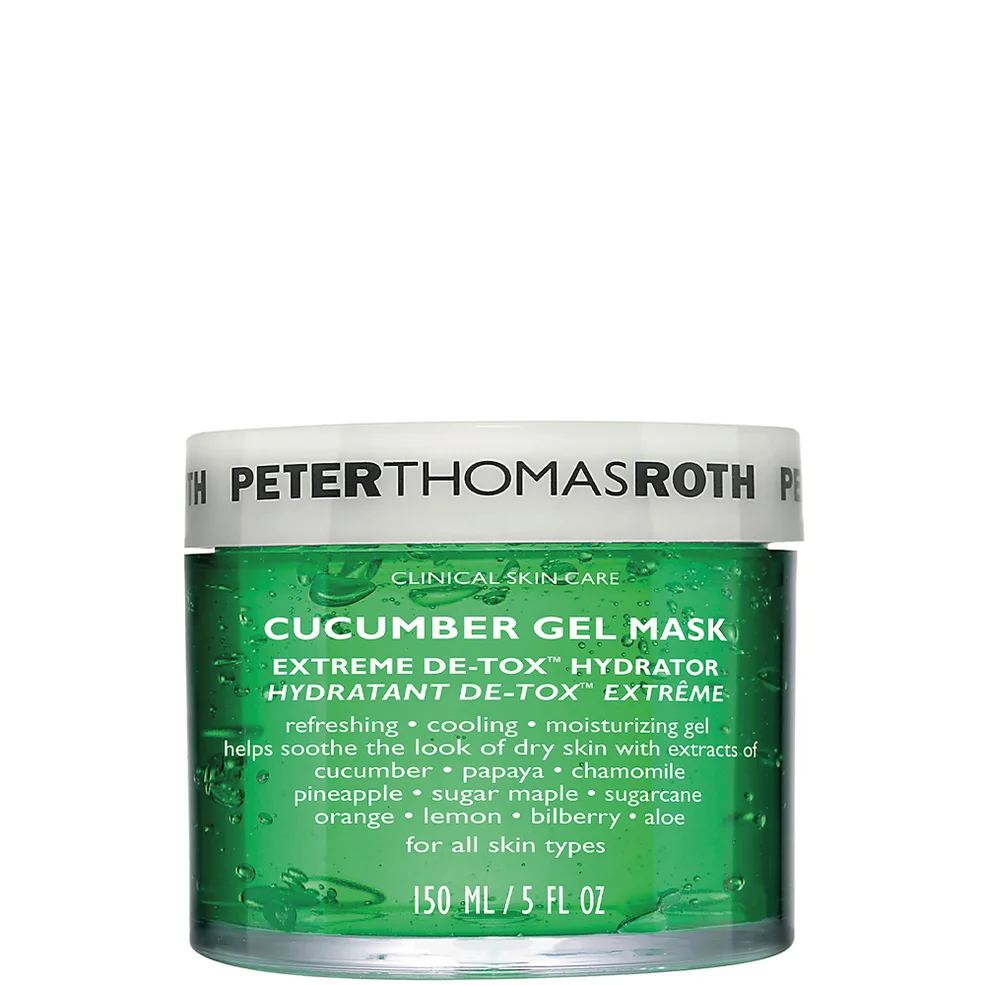 TH PETERTHOMASROTH PE
CLINICAL SKIN CARE
CUCUMBER GEL MASK
EXTREME DE-TOX™ HYDRATOR
HYDRATANT DE-TOX™ EXTRÊME
refreshing • cooling • moisturizing gel
helps soothe the look of dry skin with extracts of
cucumber • papaya • chamomile
pineapple • sugar maple • sugarcane
orange • lemon • bilberry • aloe
for all skin types
150 ML / 5 FL OZ